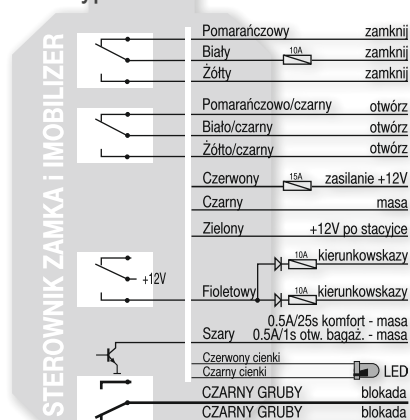 STEROWNIK ZAMKA i IMOBILIZER
Pomarańczowy zamknij
Biały 10A zamknij
Żółty zamknij
Pomarańczowo/czarny otwórz
Biało/czarny otwórz
Żółto/czarny otwórz
Czerwony 15A zasilanie +12V
Czarny masa
Zielony +12V po stacyjce
10A kierunkowskazy
+12V
Fioletowy 10A kierunkowskazy
0.5A/25s komfort - masa
Szary 0.5A/1s otw. bagaż. - masa
Czerwony cienki
Czarny cienki LED
CZARNY GRUBY blokada
CZARNY GRUBY blokada